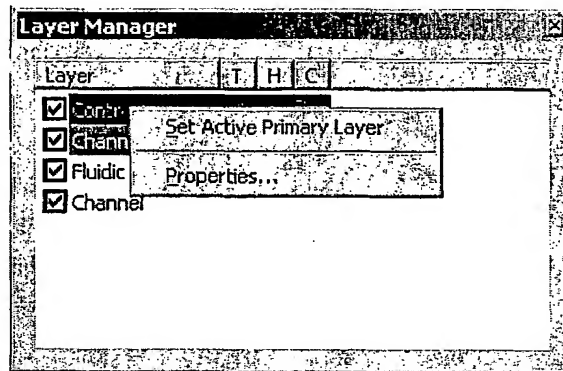 Layer Manager
Layer T H C
Contr
Set Active Primary Layer
Chann
Fluidic
Properties...
Channel